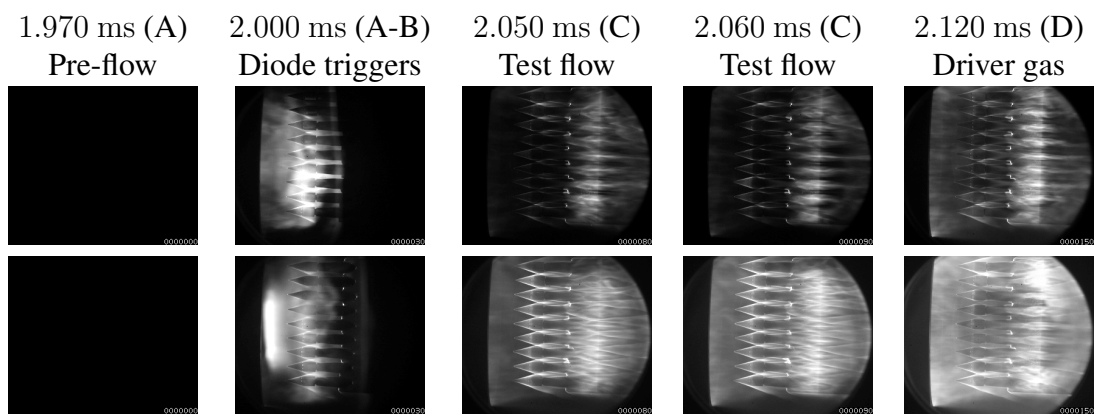 1.970 ms (A) 2.000 ms (A-B) 2.050 ms (C) 2.060 ms (C) 2.120 ms (D)
Pre-flow Diode triggers Test flow Test flow Driver gas
0000000 0000030 0000080 0000090 0000150
0000000 0000030 0000080 0000090 0000150